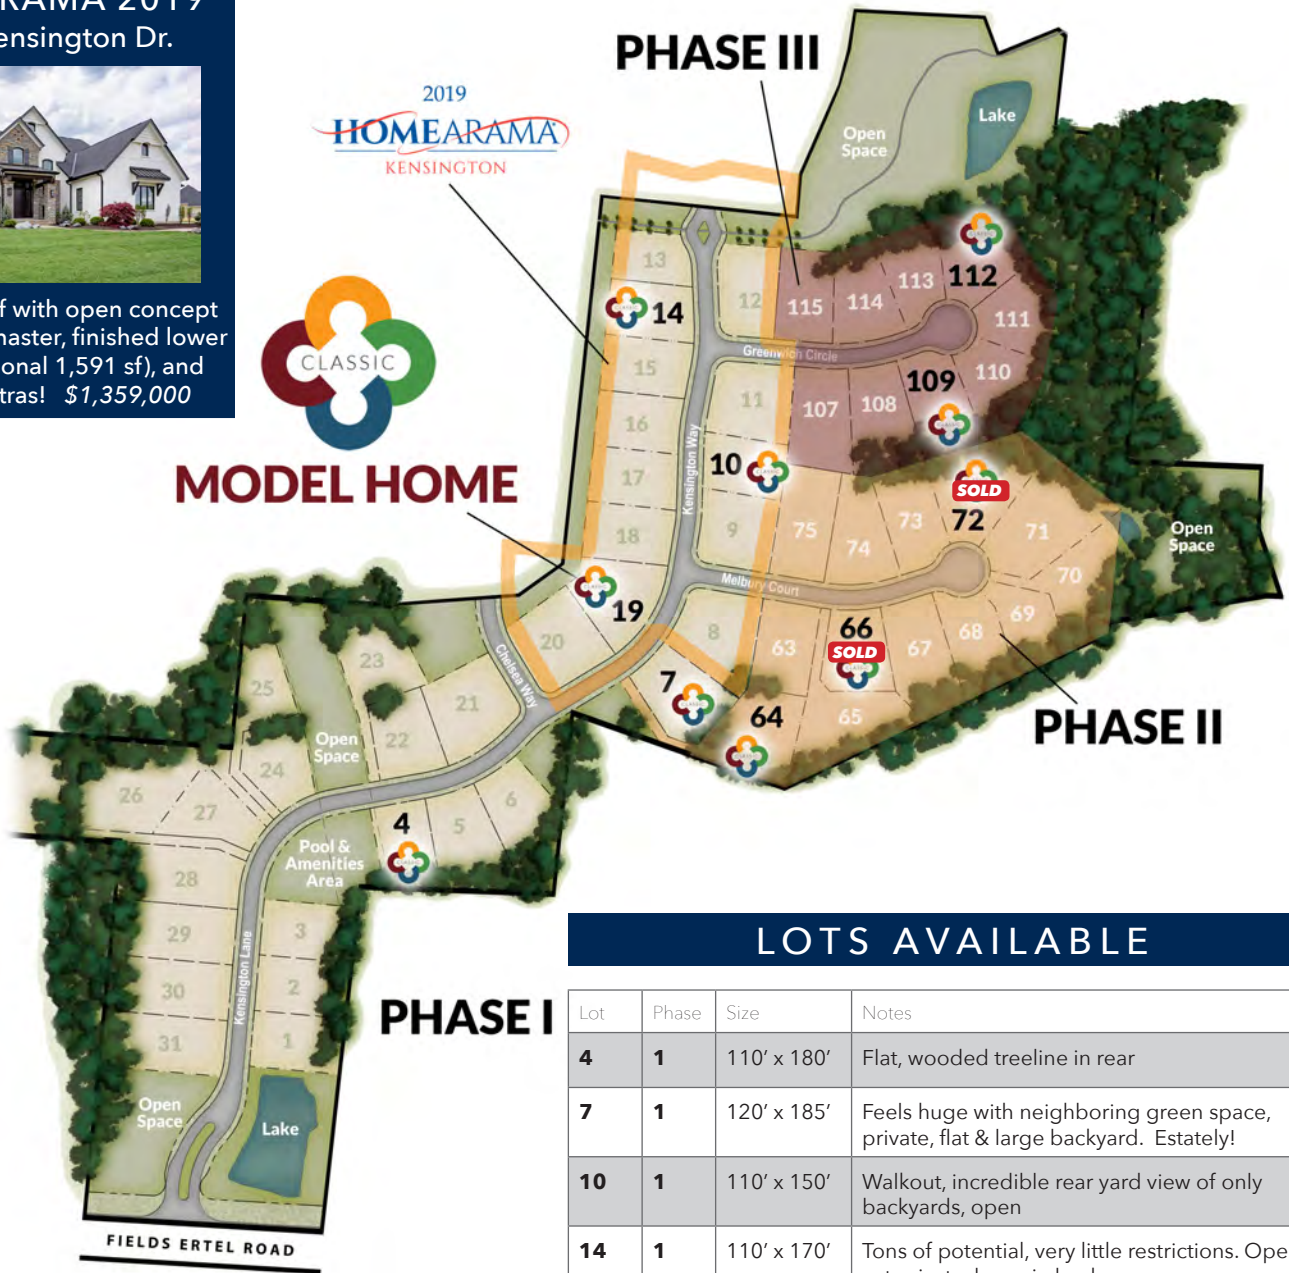 RAMA 2019
ensington Dr.
f with open concept
master, finished lower
onal 1,591 sf), and
tras! $1,359,000
2019
HOMEARAMA
KENSINGTON
PHASE III
CLASSIC
MODEL HOME
Open
Space
Lake
13
14
15
16
17
18
19
20
12
11
10
9
8
7
Kensington Way
Greenwich Circle
115
114
113
112
111
110
109
108
107
SOLD
72
75
74
73
71
70
69
68
67
66
SOLD
63
64
65
Melbury Court
Open
Space
PHASE II
Chelsea Way
25
23
21
22
24
Open
Space
26
27
28
29
30
31
4
5
6
Pool &
Amenities
Area
3
2
1
Kensington Lane
PHASE I
Open
Space
Lake
FIELDS ERTEL ROAD
LOTS AVAILABLE
Lot Phase Size Notes
4 1 110’ x 180’ Flat, wooded treeline in rear
7 1 120’ x 185’ Feels huge with neighboring green space,
private, flat & large backyard. Estately!
10 1 110’ x 150’ Walkout, incredible rear yard view of only
backyards, open
14 1 110’ x 170’ Tons of potential, very little restrictions. Ope